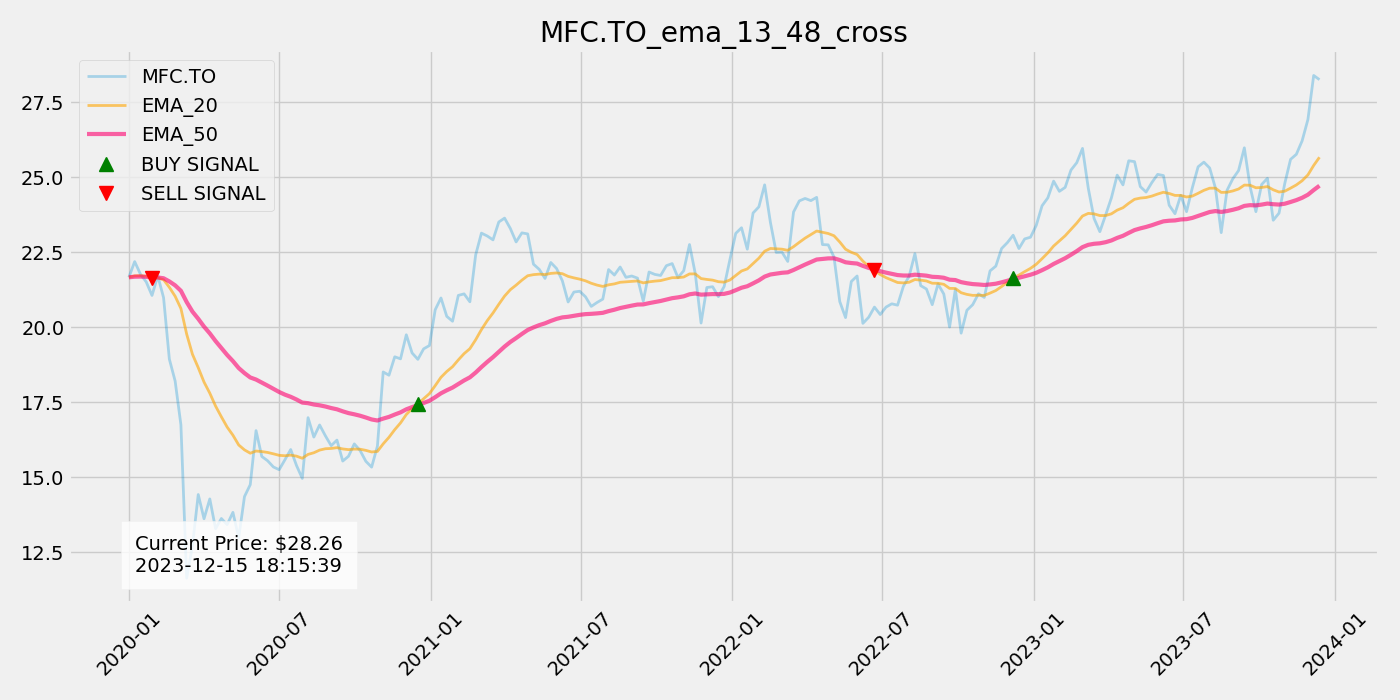 MFC.TO_ema_13_48_cross
MFC.TO
EMA_20
EMA_50
BUY SIGNAL
SELL SIGNAL
27.5
25.0
22.5
20.0
17.5
15.0
12.5
Current Price: $28.26
2023-12-15 18:15:39
2020-01
2020-07
2021-01
2021-07
2022-01
2022-07
2023-01
2023-07
2024-01